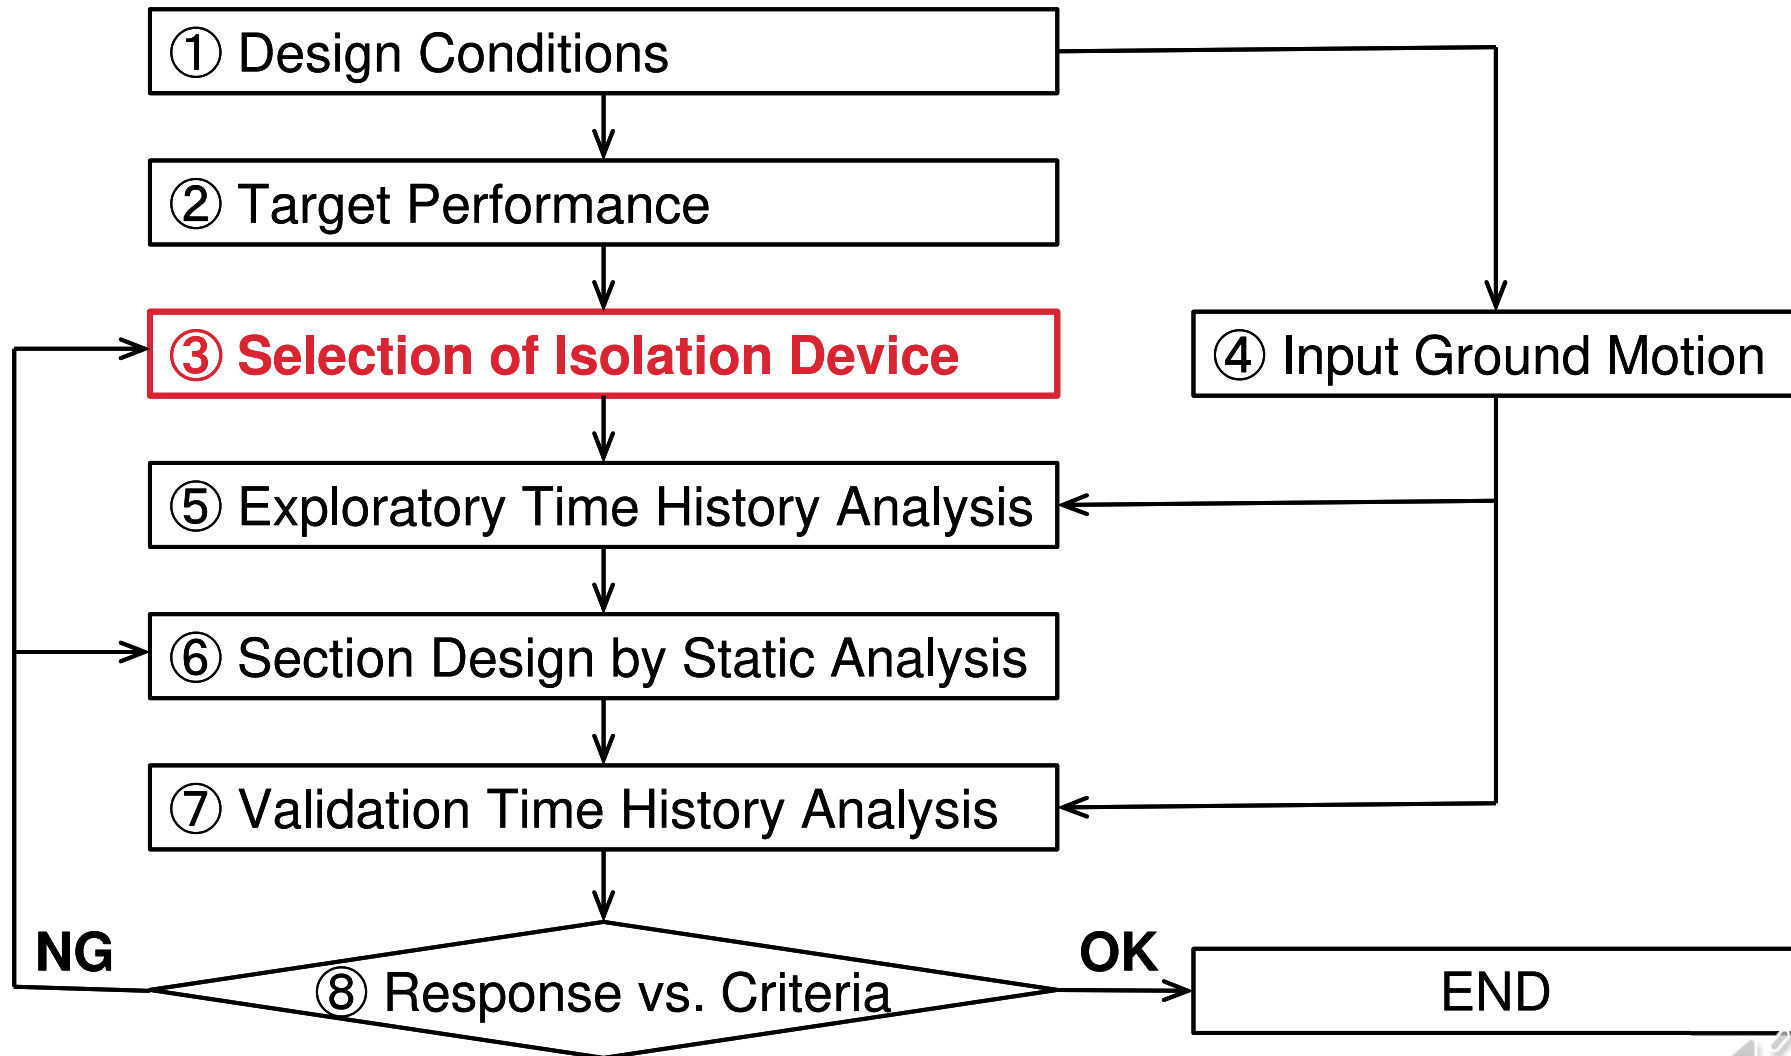 ① Design Conditions
② Target Performance
③ Selection of Isolation Device
④ Input Ground Motion
⑤ Exploratory Time History Analysis
⑥ Section Design by Static Analysis
⑦ Validation Time History Analysis
NG
⑧ Response vs. Criteria
OK
END